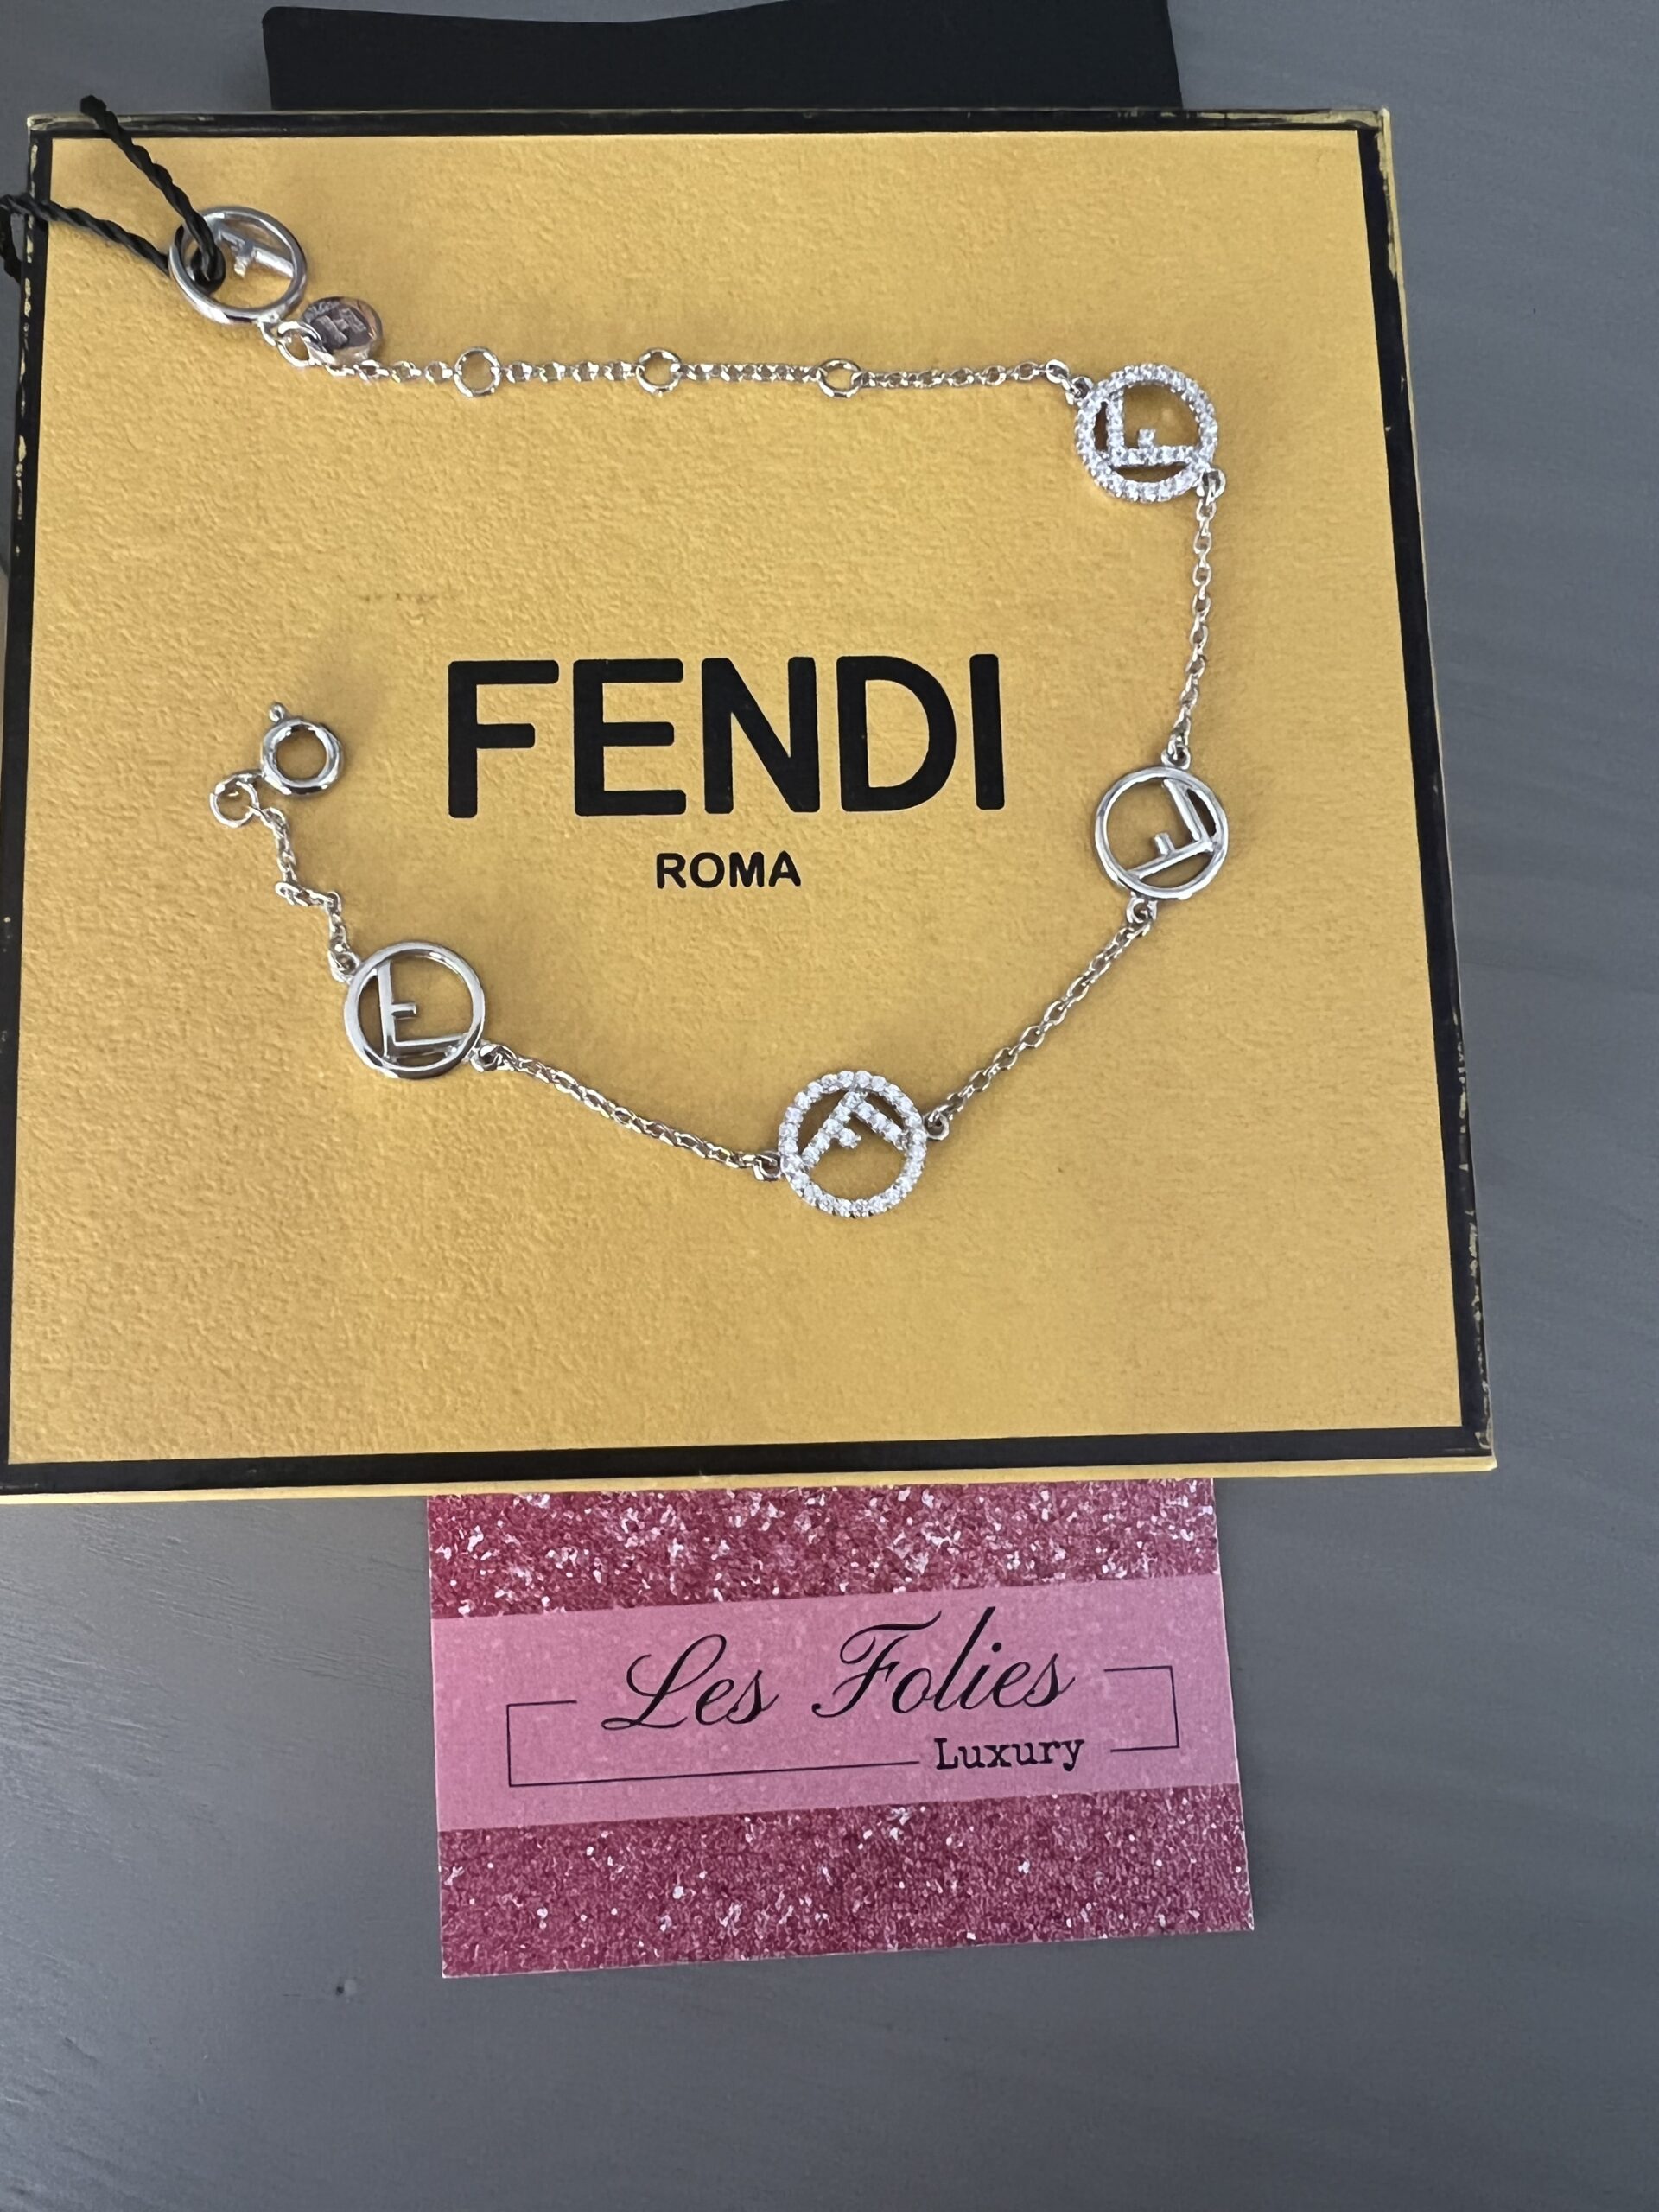 FENDI
ROMA
Les Folies
Luxury